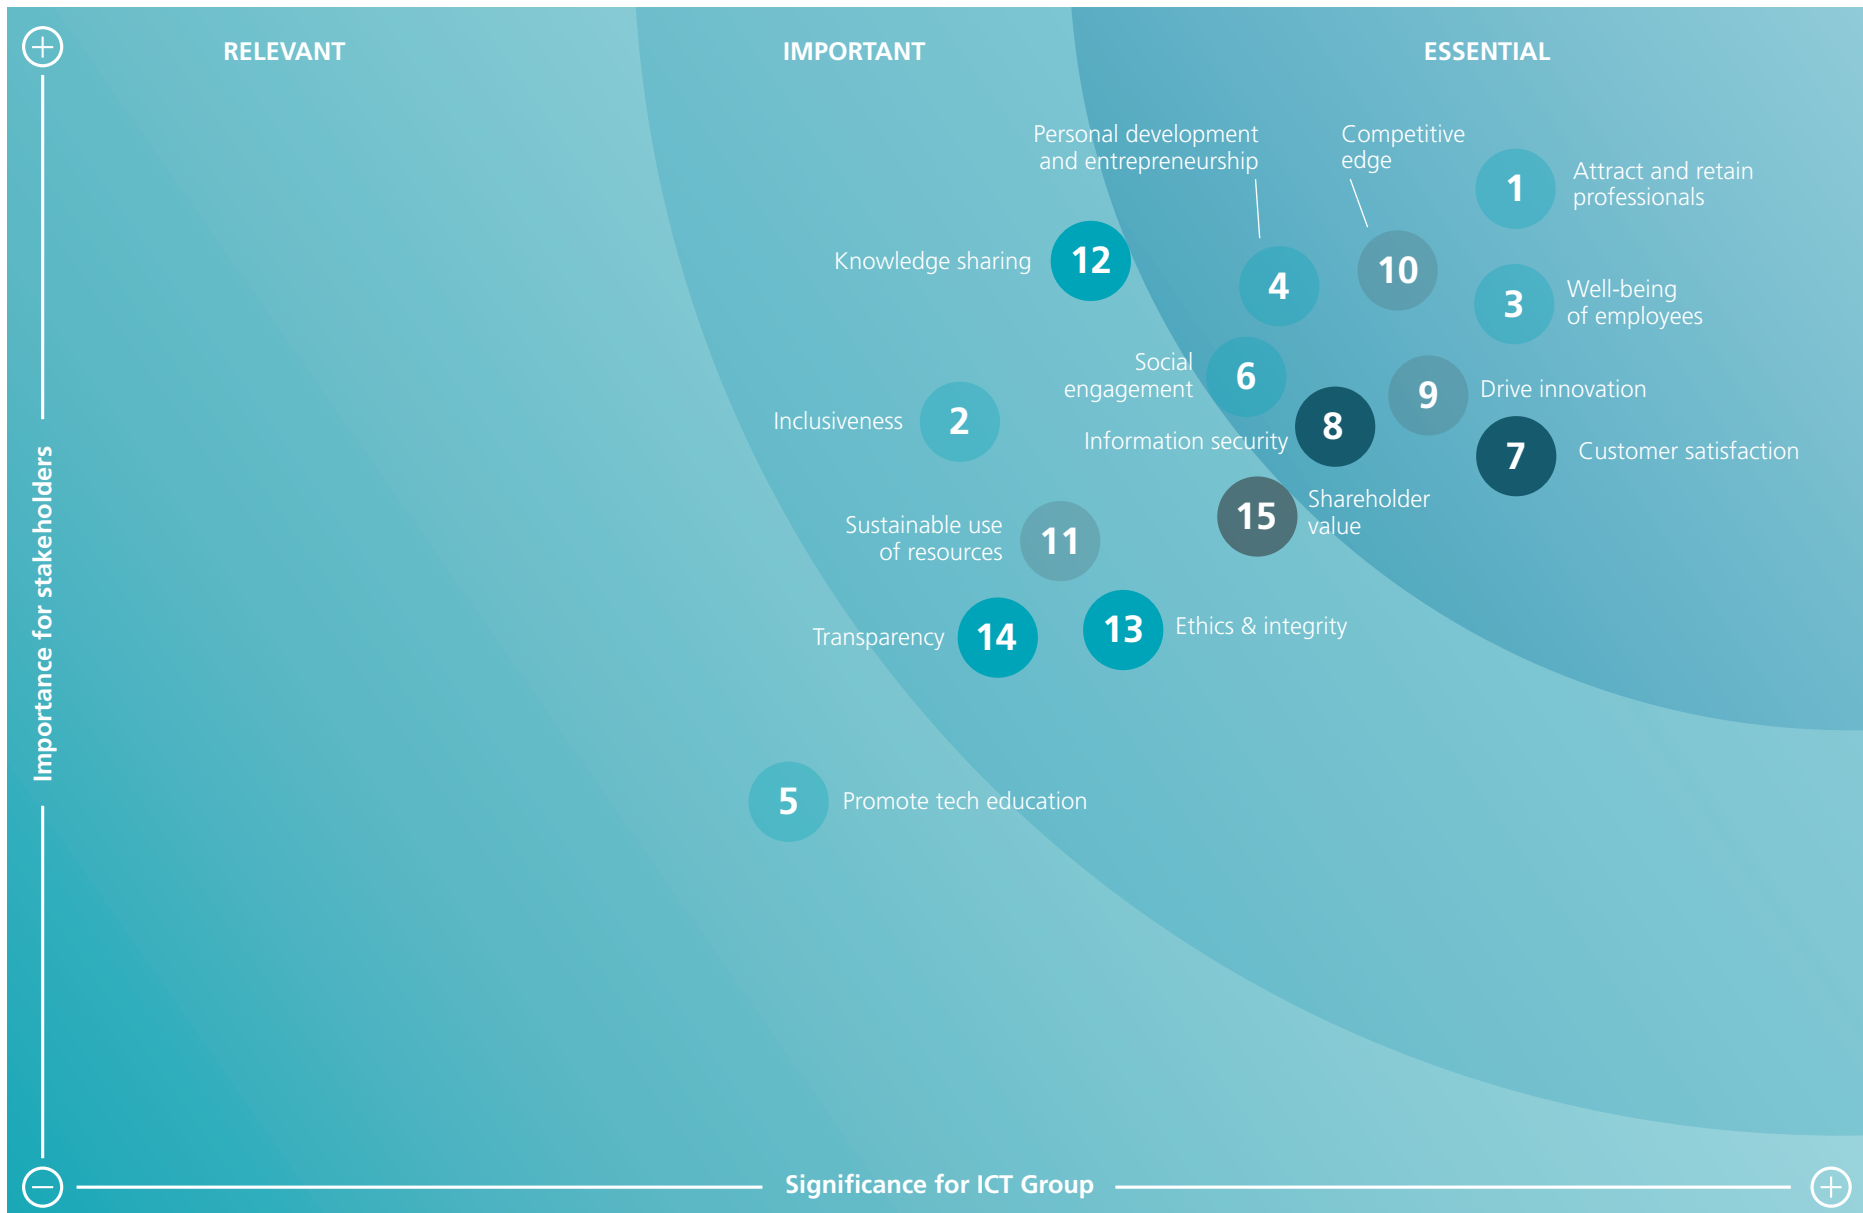 RELEVANT
IMPORTANT
ESSENTIAL
Personal development
and entrepreneurship
Competitive
edge
1
Attract and retain
professionals
Knowledge sharing
12
4
10
3
Well-being
of employees
Social
engagement
6
9
Drive innovation
Inclusiveness
2
Information security
8
7
Customer satisfaction
15
Shareholder
value
Sustainable use
of resources
11
Transparency
14
13
Ethics & integrity
5
Promote tech education
Importance for stakeholders
Significance for ICT Group